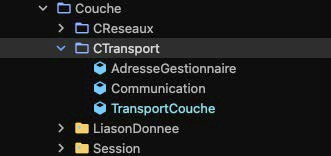 Couche
CReseaux
CTransport
AdresseGestionnaire
Communication
TransportCouche
LiasonDonnee
Session